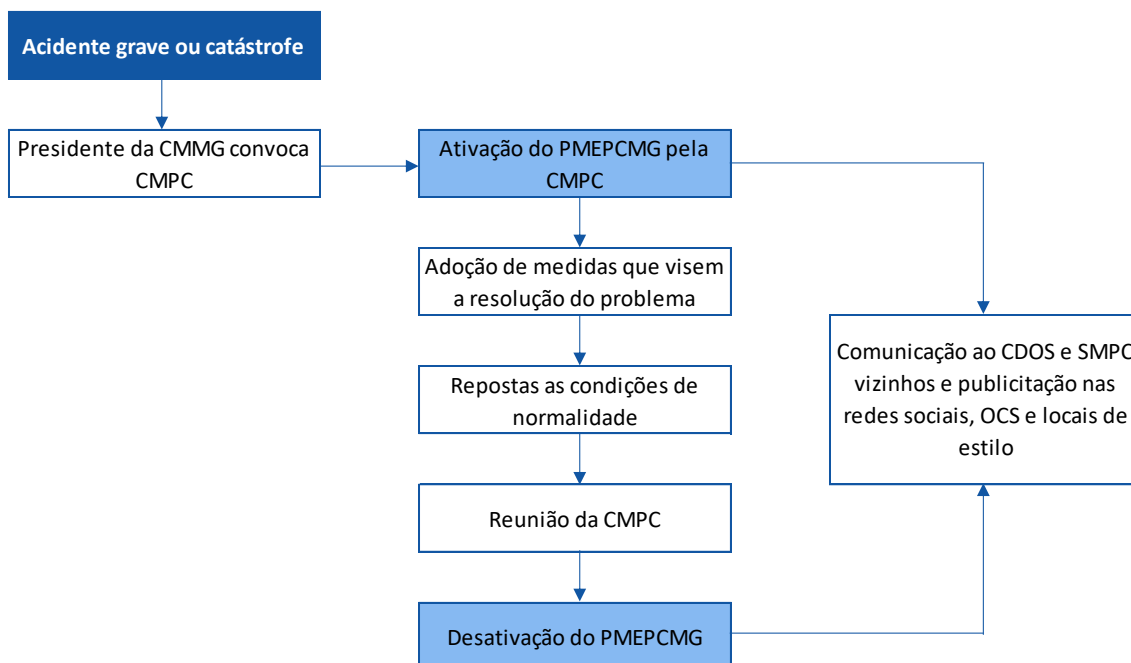 Acidente grave ou catástrofe
Presidente da CMMG convoca
CMPC
Ativação do PMEPCMG pela
CMPC
Adoção de medidas que visem
a resolução do problema
Repostas as condições de
normalidade
Reunião da CMPC
Desativação do PMEPCMG
Comunicação ao CDOS e SMPC
vizinhos e publicitação nas
redes sociais, OCS e locais de
estilo